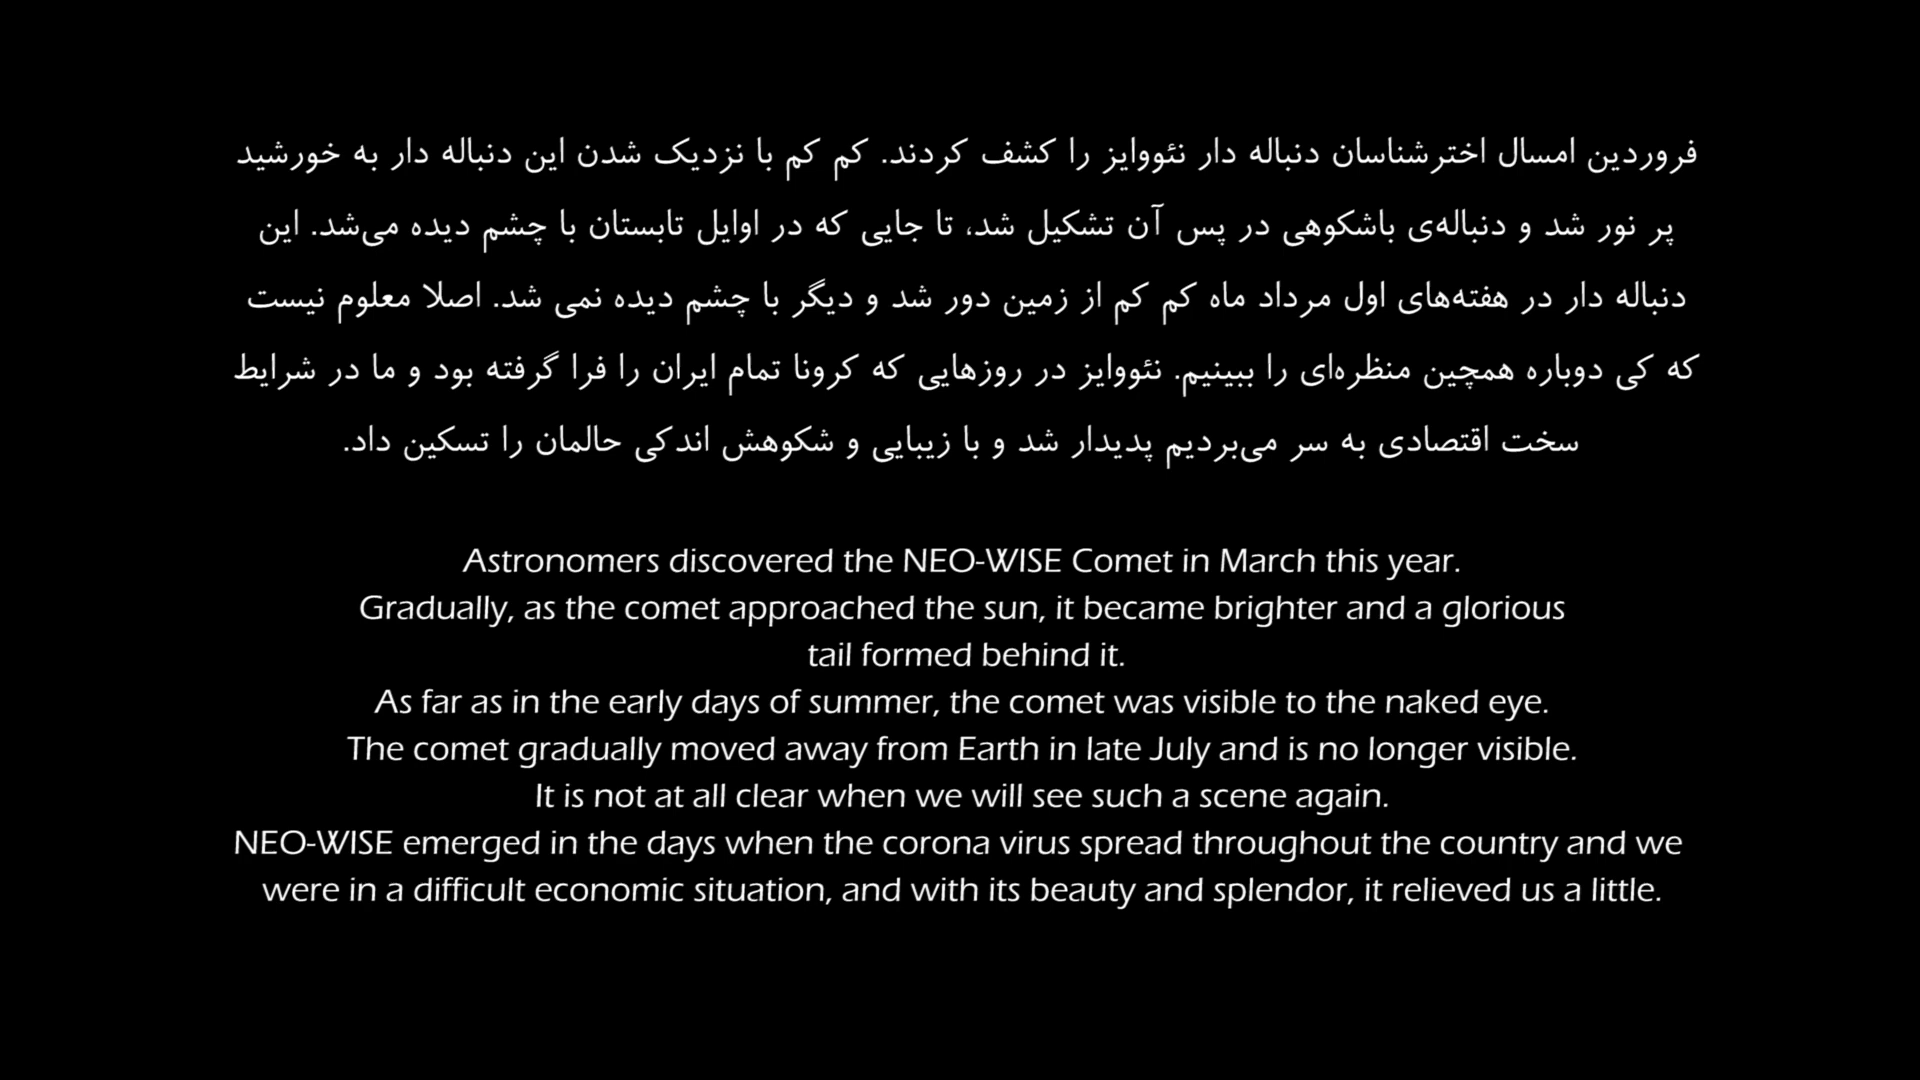 فروردین امسال اخترشناسان دنباله دار نئووایز را کشف کردند. کم کم با نزدیک شدن این دنباله دار به خورشید
پر نور شد و دنباله‌ی باشکوهی در پس آن تشکیل شد، تا جایی که در اوایل تابستان با چشم دیده می‌شد. این
دنباله دار در هفته‌های اول مرداد ماه کم کم از زمین دور شد و دیگر با چشم دیده نمی شد. اصلا معلوم نیست
که کی دوباره همچین منظره‌ای را ببینیم. نئووایز در روزهایی که کرونا تمام ایران را فرا گرفته بود و ما در شرایط
سخت اقتصادی به سر می‌بردیم پدیدار شد و با زیبایی و شکوهش اندکی حالمان را تسکین داد.
Astronomers discovered the NEO-WISE Comet in March this year.
Gradually, as the comet approached the sun, it became brighter and a glorious
tail formed behind it.
As far as in the early days of summer, the comet was visible to the naked eye.
The comet gradually moved away from Earth in late July and is no longer visible.
It is not at all clear when we will see such a scene again.
NEO-WISE emerged in the days when the corona virus spread throughout the country and we
were in a difficult economic situation, and with its beauty and splendor, it relieved us a little.